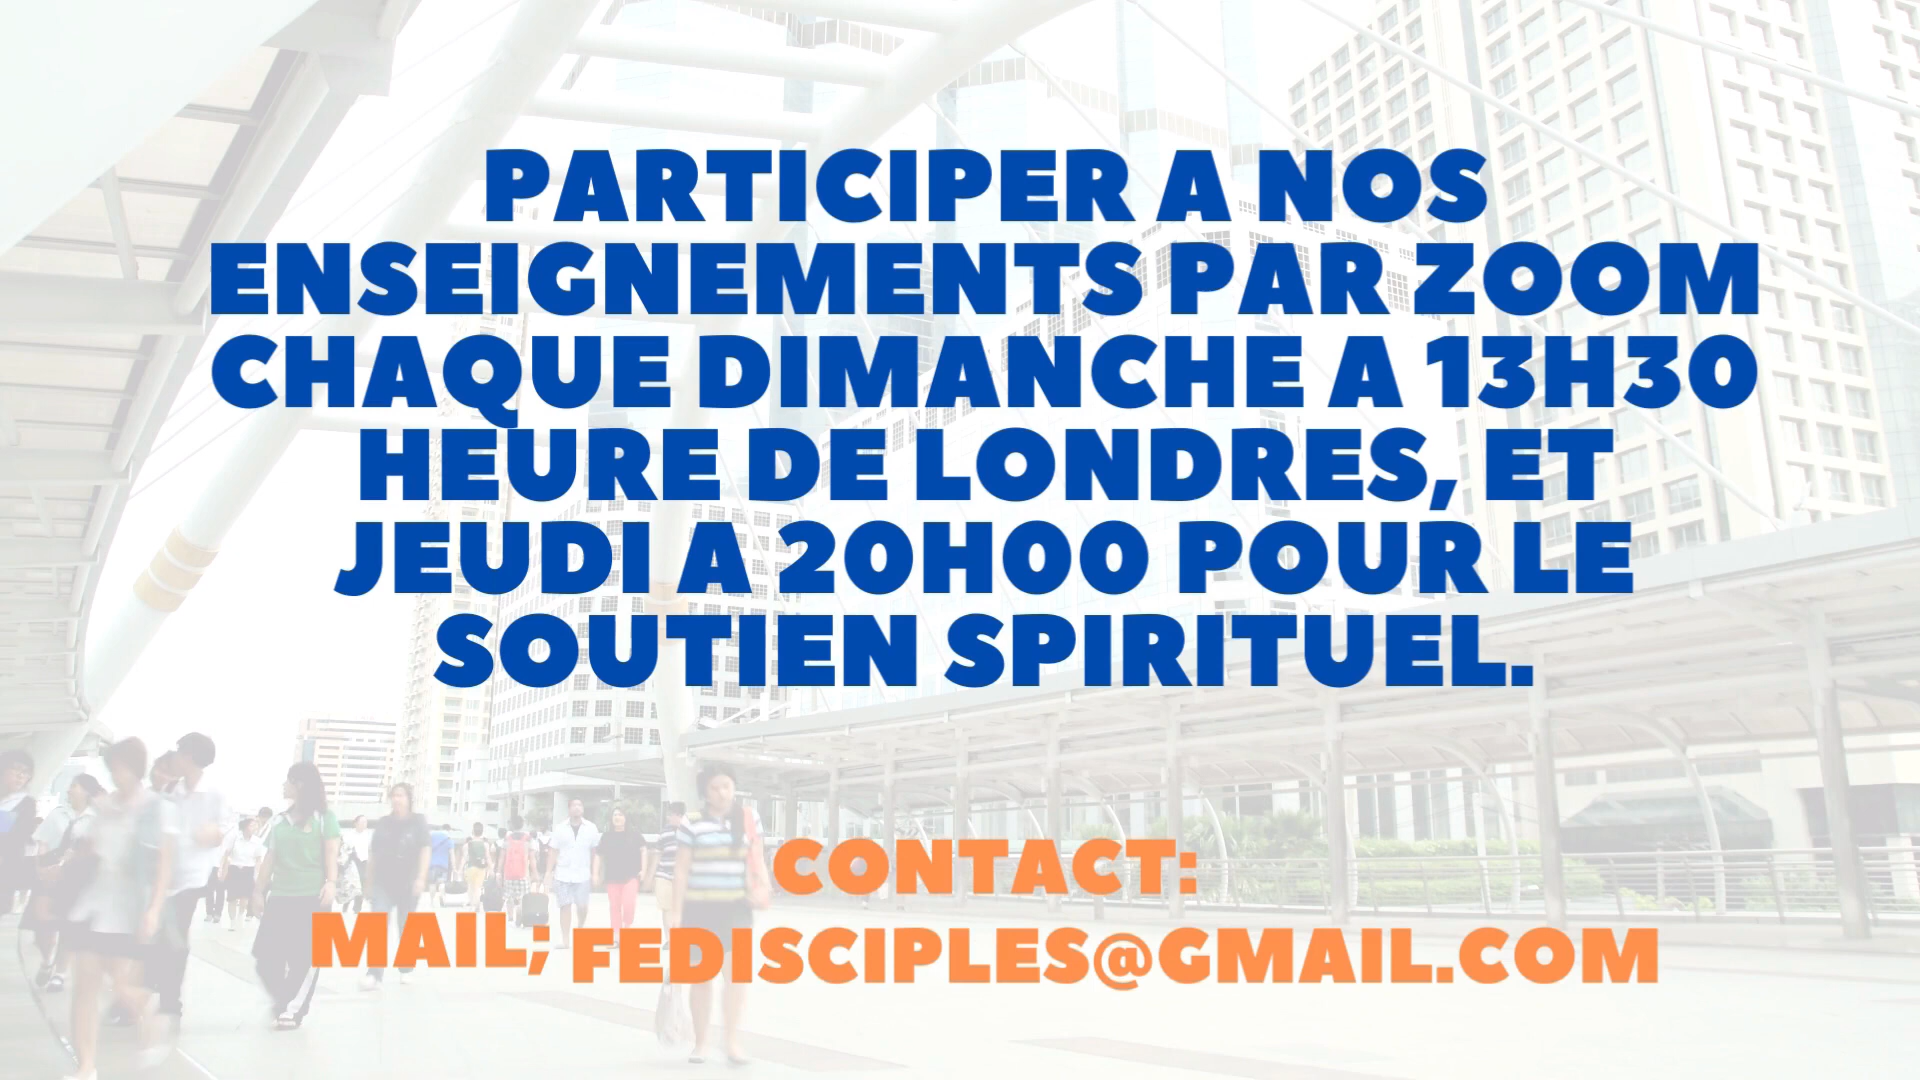 PARTICIPER A NOS
ENSEIGNEMENTS PAR ZOOM
CHAQUE DIMANCHE A 13H30
HEURE DE LONDRES, ET
JEUDI A 20H00 POUR LE
SOUTIEN SPIRITUEL.
CONTACT:
MAIL; FEDISCIPLES@GMAIL.COM